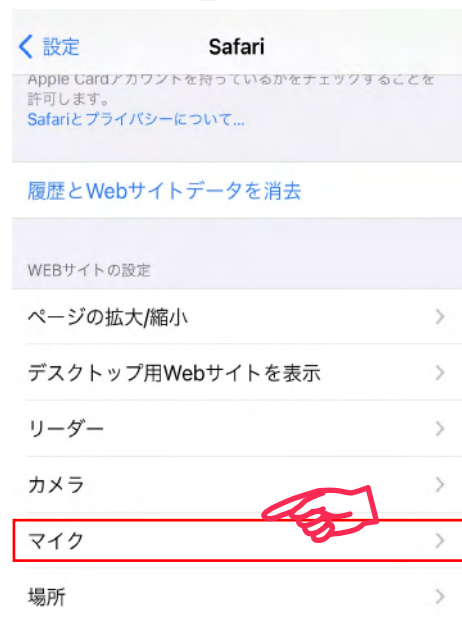 設定
Safari
Apple Cardアカウントを持っているかをチェックすることを
許可します。
Safariとプライバシーについて...
履歴とWebサイトデータを消去
WEBサイトの設定
ページの拡大/縮小
デスクトップ用Webサイトを表示
リーダー
カメラ
マイク
場所